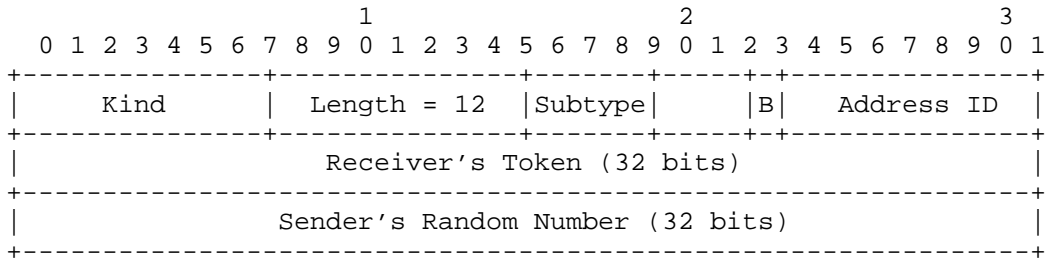 1                   2                   3
 0 1 2 3 4 5 6 7 8 9 0 1 2 3 4 5 6 7 8 9 0 1 2 3 4 5 6 7 8 9 0 1
+---------------+---------------+-------+-----+-+---------------+
|     Kind      |  Length = 12  |Subtype|     |B|   Address ID  |
+---------------+---------------+-------+-----+-+---------------+
|                   Receiver's Token (32 bits)                  |
+---------------------------------------------------------------+
|                Sender's Random Number (32 bits)               |
+---------------------------------------------------------------+